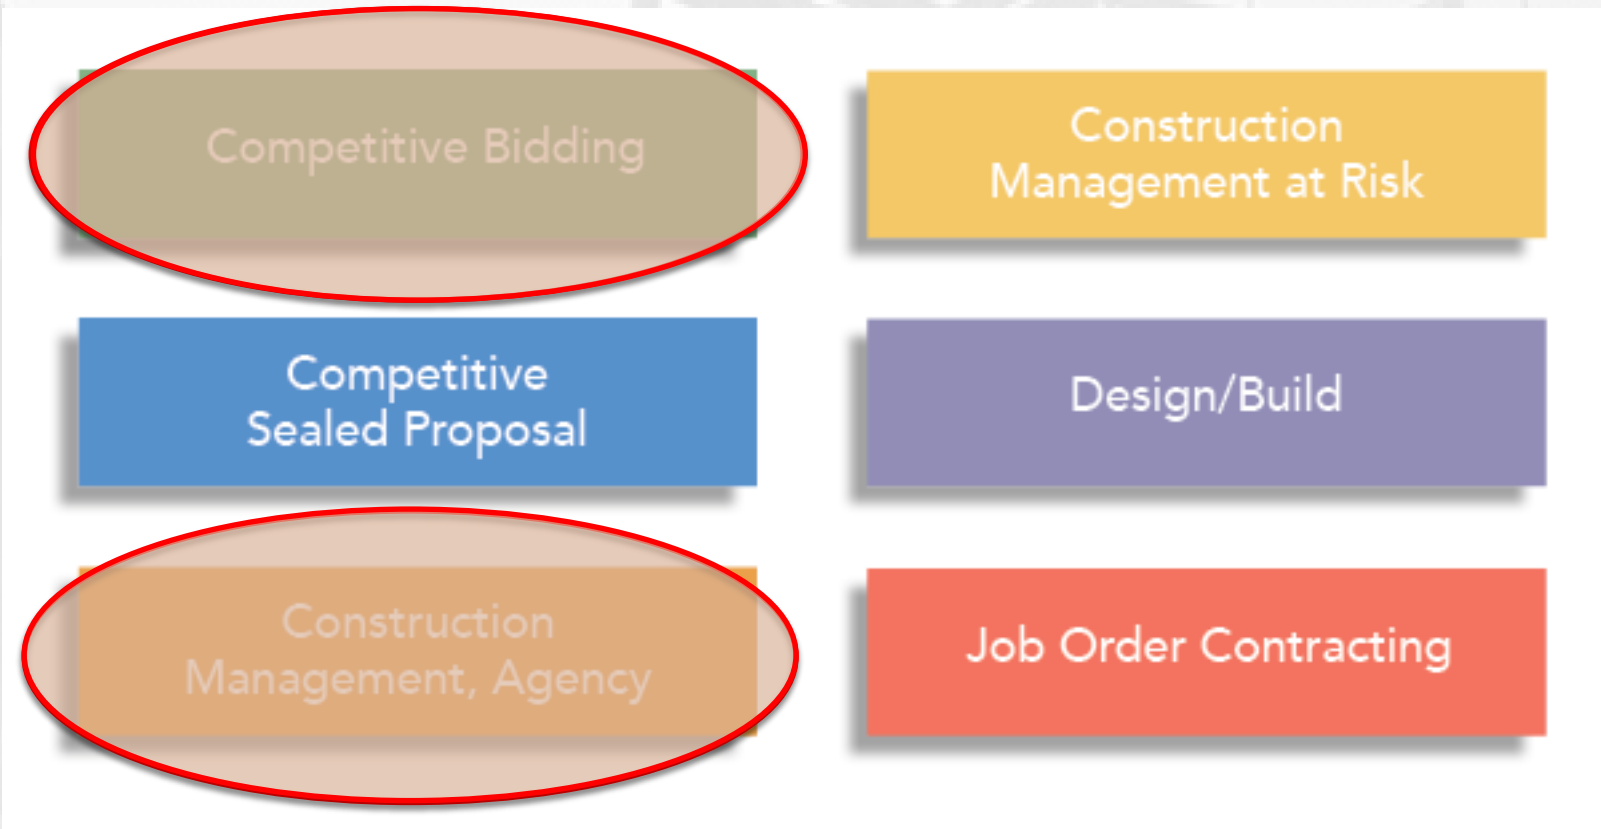 Competitive Bidding
Construction
Management at Risk
Competitive
Sealed Proposal
Design/Build
Construction
Management, Agency
Job Order Contracting